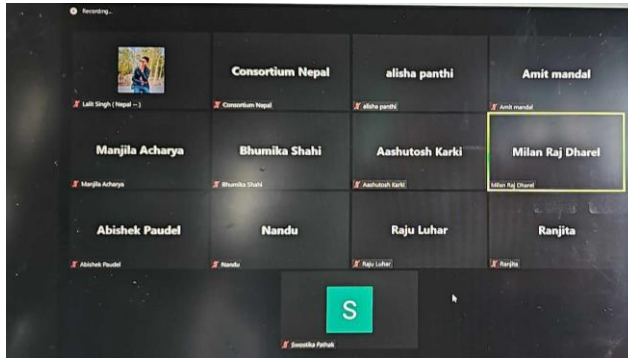 Recording...
Lalit Singh ( Nepal -- )
Consortium Nepal
Consortium Nepal
alisha panthi
alisha panthi
Amit mandal
Amit mandal
Manjila Acharya
Manjila Acharya
Bhumika Shahi
Bhumika Shahi
Aashutosh Karki
Aashutosh Karki
Milan Raj Dharel
Milan Raj Dharel
Abishek Paudel
Abishek Paudel
Nandu
Nandu
Raju Luhar
Raju Luhar
Ranjita
Ranjita
S
Swostika Pathak